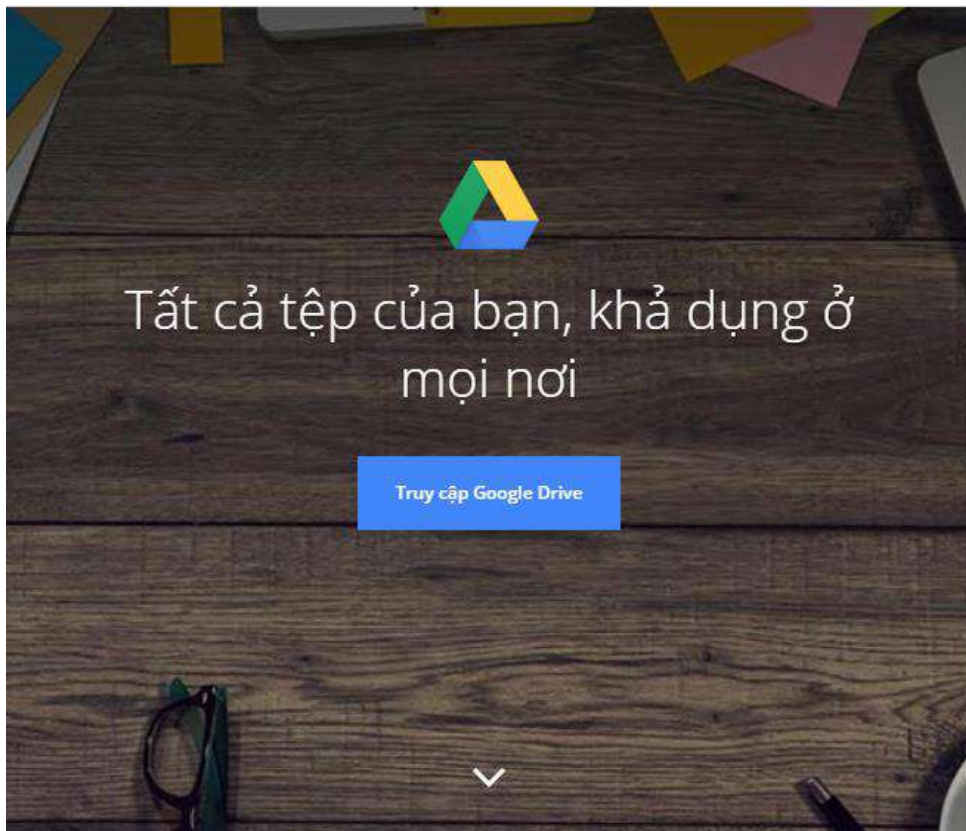 Tất cả tệp của bạn, khả dụng ở
mọi nơi
Truy cập Google Drive